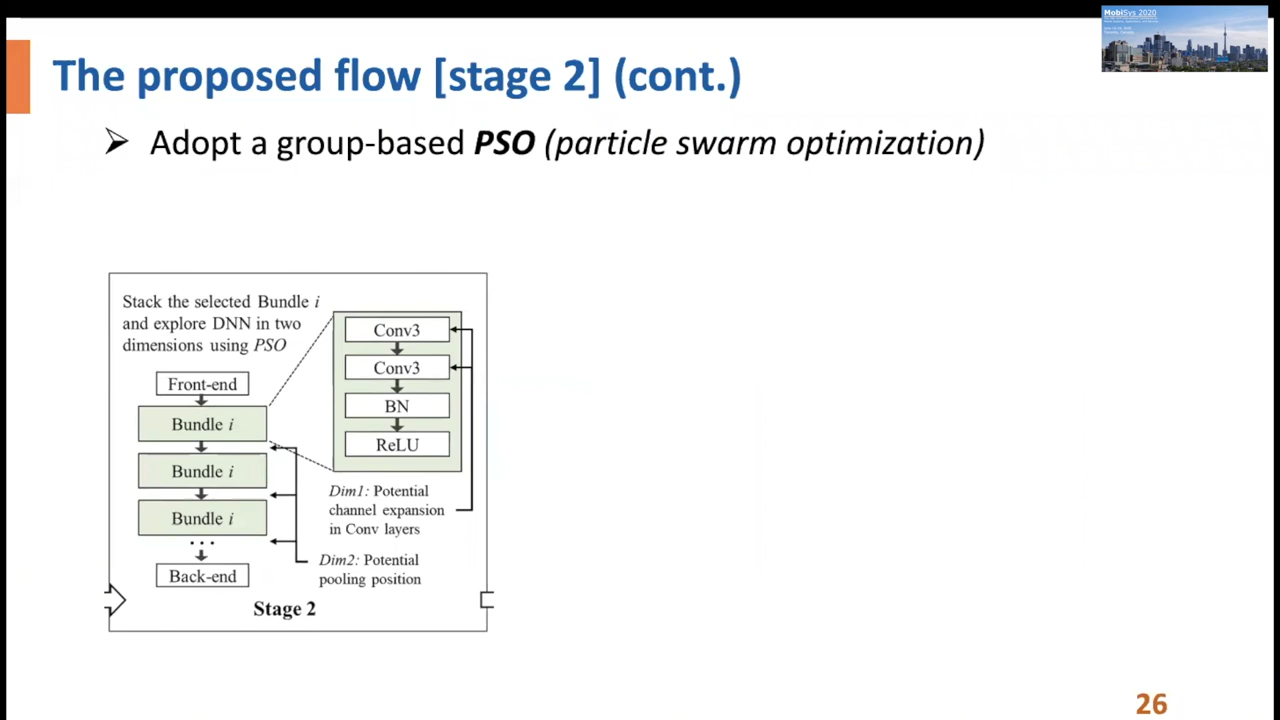 MobiSys 2020
The proposed flow [stage 2] (cont.)
Adopt a group-based PSO (particle swarm optimization)
Stack the selected Bundle i
and explore DNN in two
dimensions using PSO
Front-end
Bundle i
Bundle i
Bundle i
...
Back-end
Conv3
Conv3
BN
ReLU
Dim1: Potential
channel expansion
in Conv layers
Dim2: Potential
pooling position
Stage 2
26